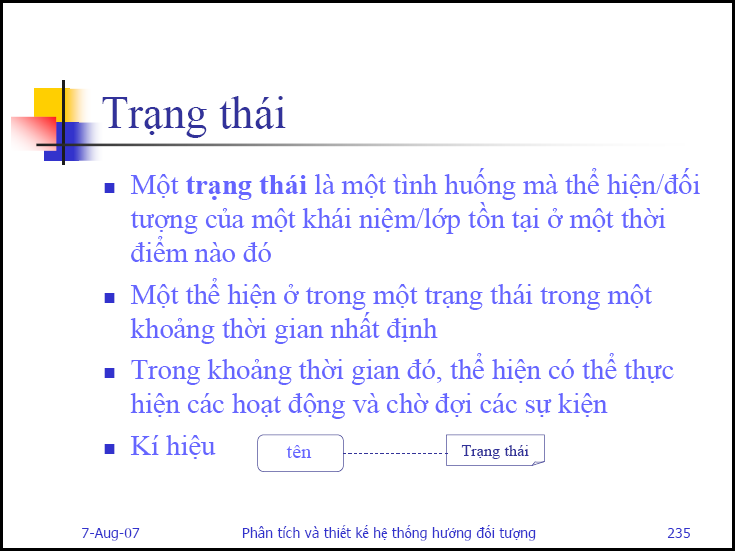 Trạng thái
Một trạng thái là một tình huống mà thể hiện/đối
tượng của một khái niệm/lớp tồn tại ở một thời
điểm nào đó
Một thể hiện ở trong một trạng thái trong một
khoảng thời gian nhất định
Trong khoảng thời gian đó, thể hiện có thể thực
hiện các hoạt động và chờ đợi các sự kiện
Kí hiệu tên Trạng thái
7-Aug-07 Phân tích và thiết kế hệ thống hướng đối tượng 235